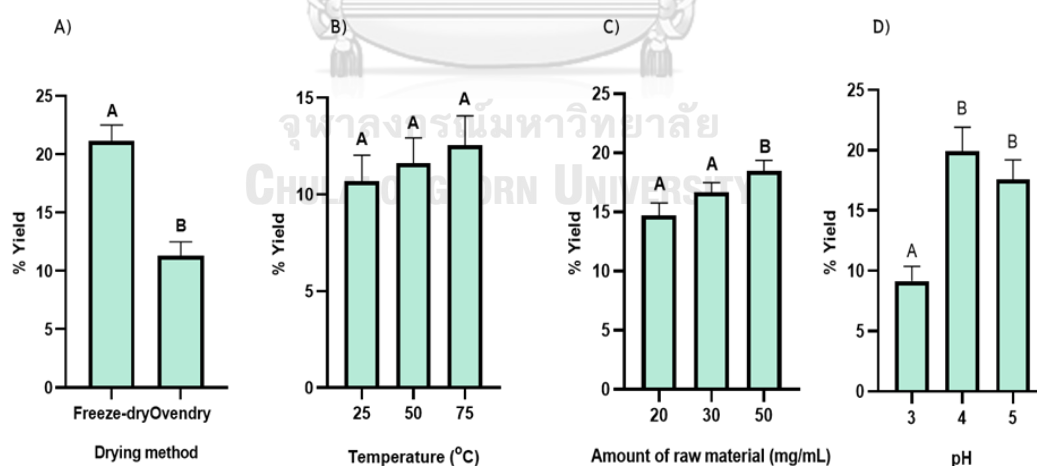 A)
B)
C)
D)
จุฬาลงกรณ์มหาวิทยาลัย
CHULALONGKORN UNIVERSITY
% Yield
25
20
15
10
5
0
A
B
Freeze-dry Ovendry
Drying method
% Yield
15
10
5
0
A
A
A
25 50 75
Temperature (°C)
% Yield
25
20
15
10
5
0
A
A
B
20 30 50
Amount of raw material (mg/mL)
% Yield
25
20
15
10
5
0
A
B
B
3 4 5
pH